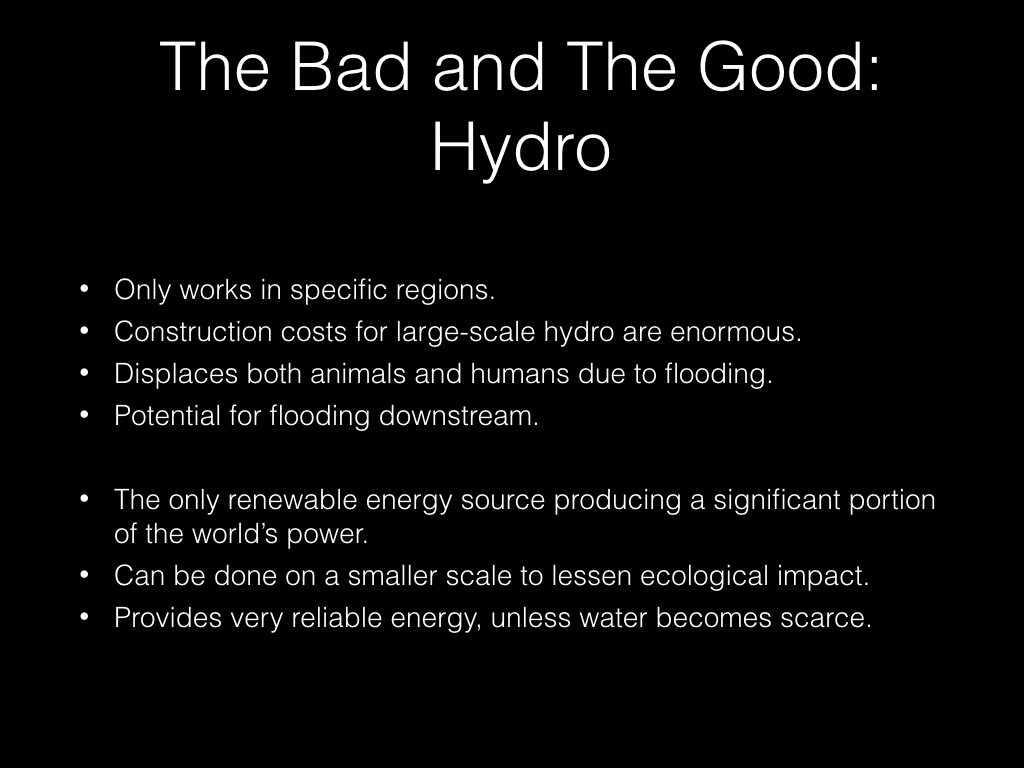 The Bad and The Good:
Hydro
• Only works in specific regions.
• Construction costs for large-scale hydro are enormous.
• Displaces both animals and humans due to flooding.
• Potential for flooding downstream.
• The only renewable energy source producing a significant portion
of the world’s power.
• Can be done on a smaller scale to lessen ecological impact.
• Provides very reliable energy, unless water becomes scarce.